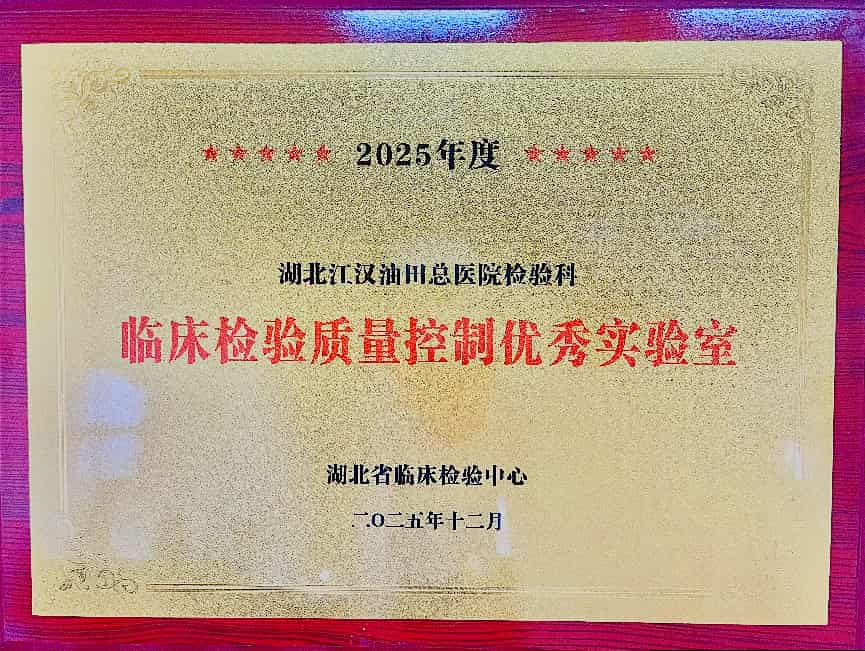 ★★★★★ 2025年度 ★★★★★
湖北江汉油田总医院检验科
临床检验质量控制优秀实验室
湖北省临床检验中心
二〇二五年十二月